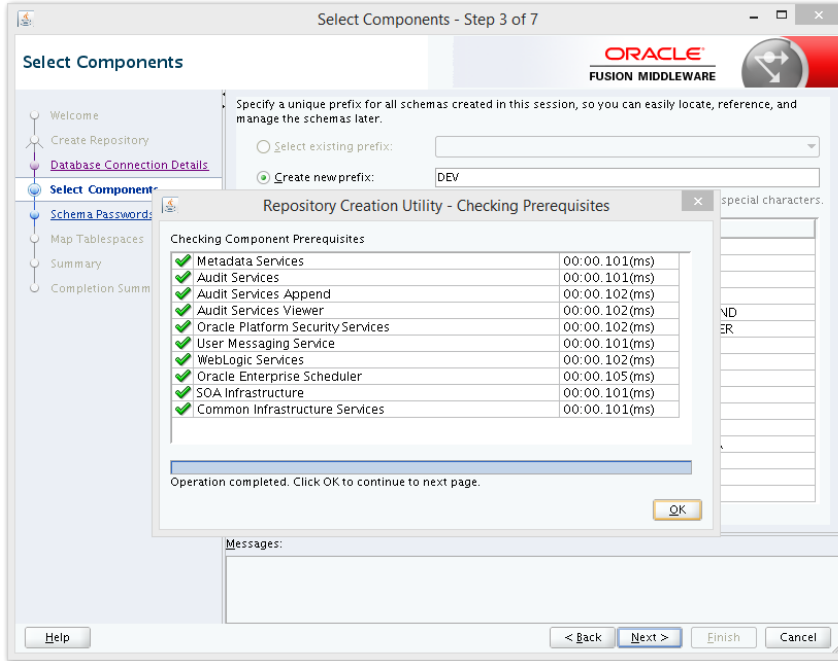 Select Components - Step 3 of 7
Select Components
ORACLE
FUSION MIDDLEWARE
Welcome
Create Repository
Database Connection Details
Select Components
Schema Passwords
Map Tablespaces
Summary
Completion Summ
Specify a unique prefix for all schemas created in this session, so you can easily locate, reference, and
manage the schemas later.
Select existing prefix:
Create new prefix: DEV
special characters.
ND
ER
Repository Creation Utility - Checking Prerequisites
Checking Component Prerequisites
Metadata Services 00:00.101(ms)
Audit Services 00:00.101(ms)
Audit Services Append 00:00.102(ms)
Audit Services Viewer 00:00.102(ms)
Oracle Platform Security Services 00:00.102(ms)
User Messaging Service 00:00.101(ms)
WebLogic Services 00:00.102(ms)
Oracle Enterprise Scheduler 00:00.105(ms)
SOA Infrastructure 00:00.101(ms)
Common Infrastructure Services 00:00.101(ms)
Operation completed. Click OK to continue to next page.
OK
Messages:
Help
< Back
Next >
Finish
Cancel